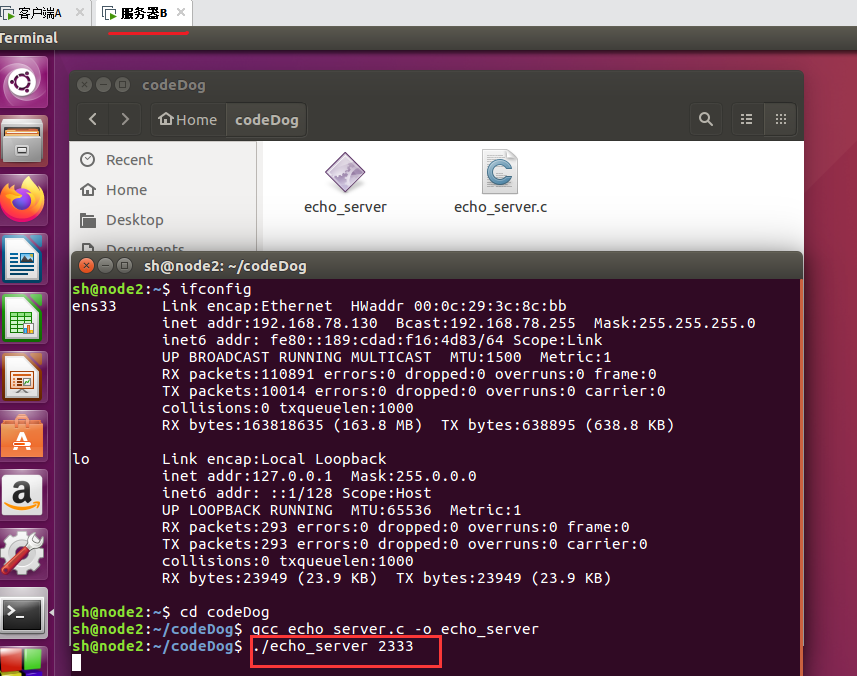 客户端A
服务器B
Terminal
codeDog
Home codeDog
Recent
Home
Desktop
Documents
echo_server
echo_server.c
sh@node2: ~/codeDog
sh@node2:~$ ifconfig
ens33 Link encap:Ethernet HWaddr 00:0c:29:3c:8c:bb
inet addr:192.168.78.130 Bcast:192.168.78.255 Mask:255.255.255.0
inet6 addr: fe80::189:cdad:f16:4d83/64 Scope:Link
UP BROADCAST RUNNING MULTICAST MTU:1500 Metric:1
RX packets:110891 errors:0 dropped:0 overruns:0 frame:0
TX packets:10014 errors:0 dropped:0 overruns:0 carrier:0
collisions:0 txqueuelen:1000
RX bytes:163818635 (163.8 MB) TX bytes:638895 (638.8 KB)
lo Link encap:Local Loopback
inet addr:127.0.0.1 Mask:255.0.0.0
inet6 addr: ::1/128 Scope:Host
UP LOOPBACK RUNNING MTU:65536 Metric:1
RX packets:293 errors:0 dropped:0 overruns:0 frame:0
TX packets:293 errors:0 dropped:0 overruns:0 carrier:0
collisions:0 txqueuelen:1000
RX bytes:23949 (23.9 KB) TX bytes:23949 (23.9 KB)
sh@node2:~$ cd codeDog
sh@node2:~/codeDog$ gcc echo_server.c -o echo_server
sh@node2:~/codeDog$ ./echo_server 2333